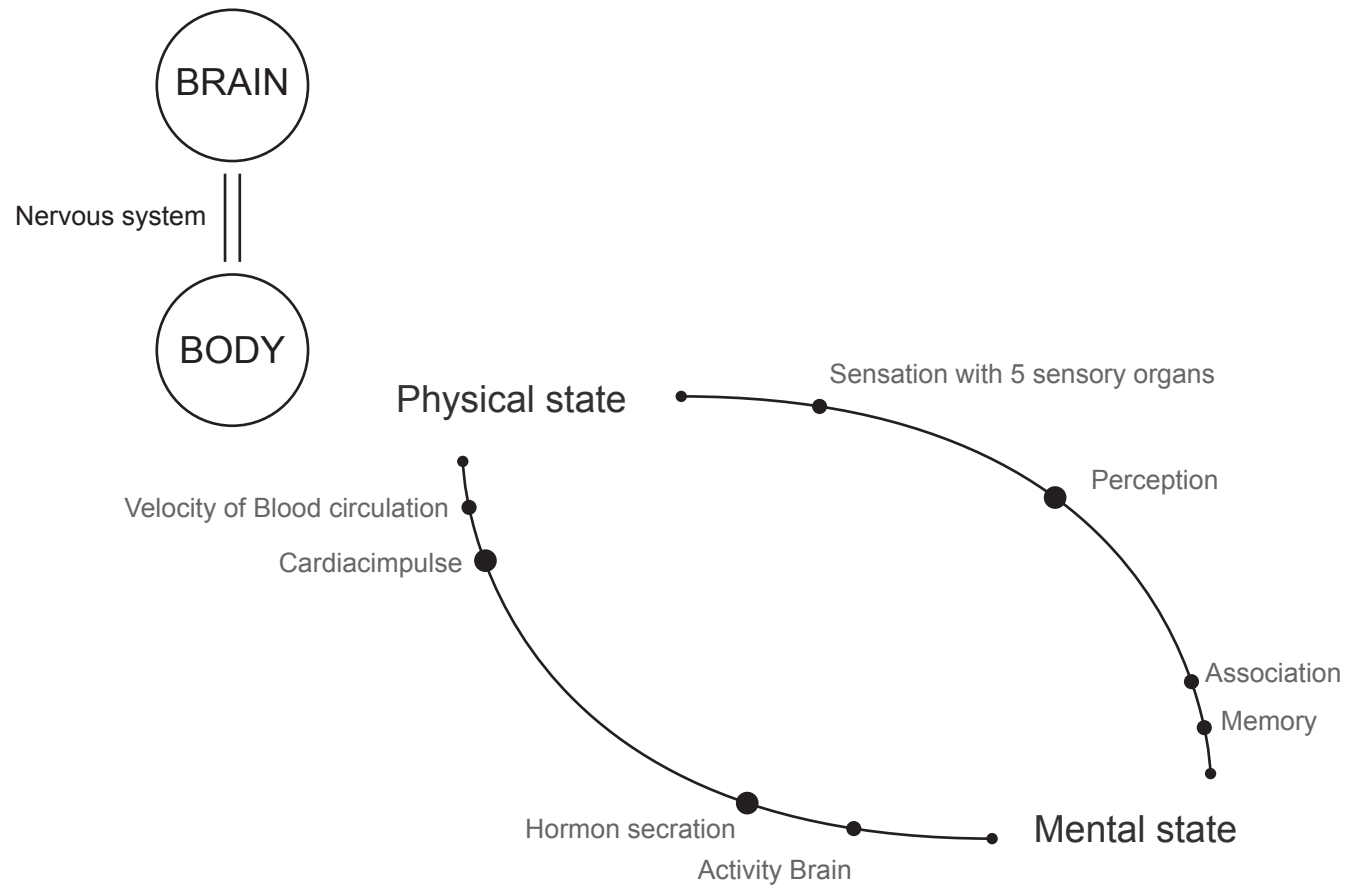 BRAIN
Nervous system
BODY
Physical state
Sensation with 5 sensory organs
Perception
Velocity of Blood circulation
Cardiacimpulse
Association
Memory
Hormon secration
Activity Brain
Mental state